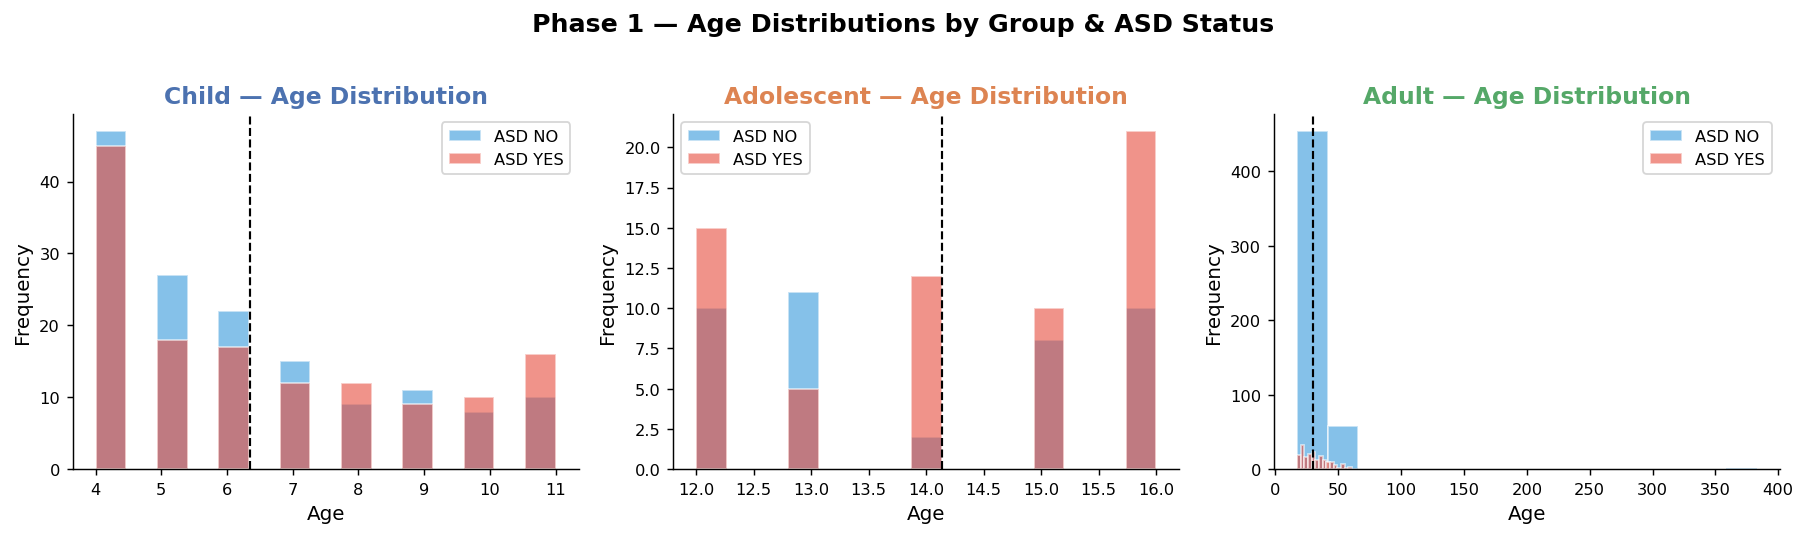 Phase 1 — Age Distributions by Group & ASD Status
Child — Age Distribution
ASD NO
ASD YES
Frequency
0
10
20
30
40
4
5
6
7
8
9
10
11
Age
Adolescent — Age Distribution
ASD NO
ASD YES
Frequency
0.0
2.5
5.0
7.5
10.0
12.5
15.0
17.5
20.0
12.0
12.5
13.0
13.5
14.0
14.5
15.0
15.5
16.0
Age
Adult — Age Distribution
ASD NO
ASD YES
Frequency
0
100
200
300
400
0
50
100
150
200
250
300
350
400
Age